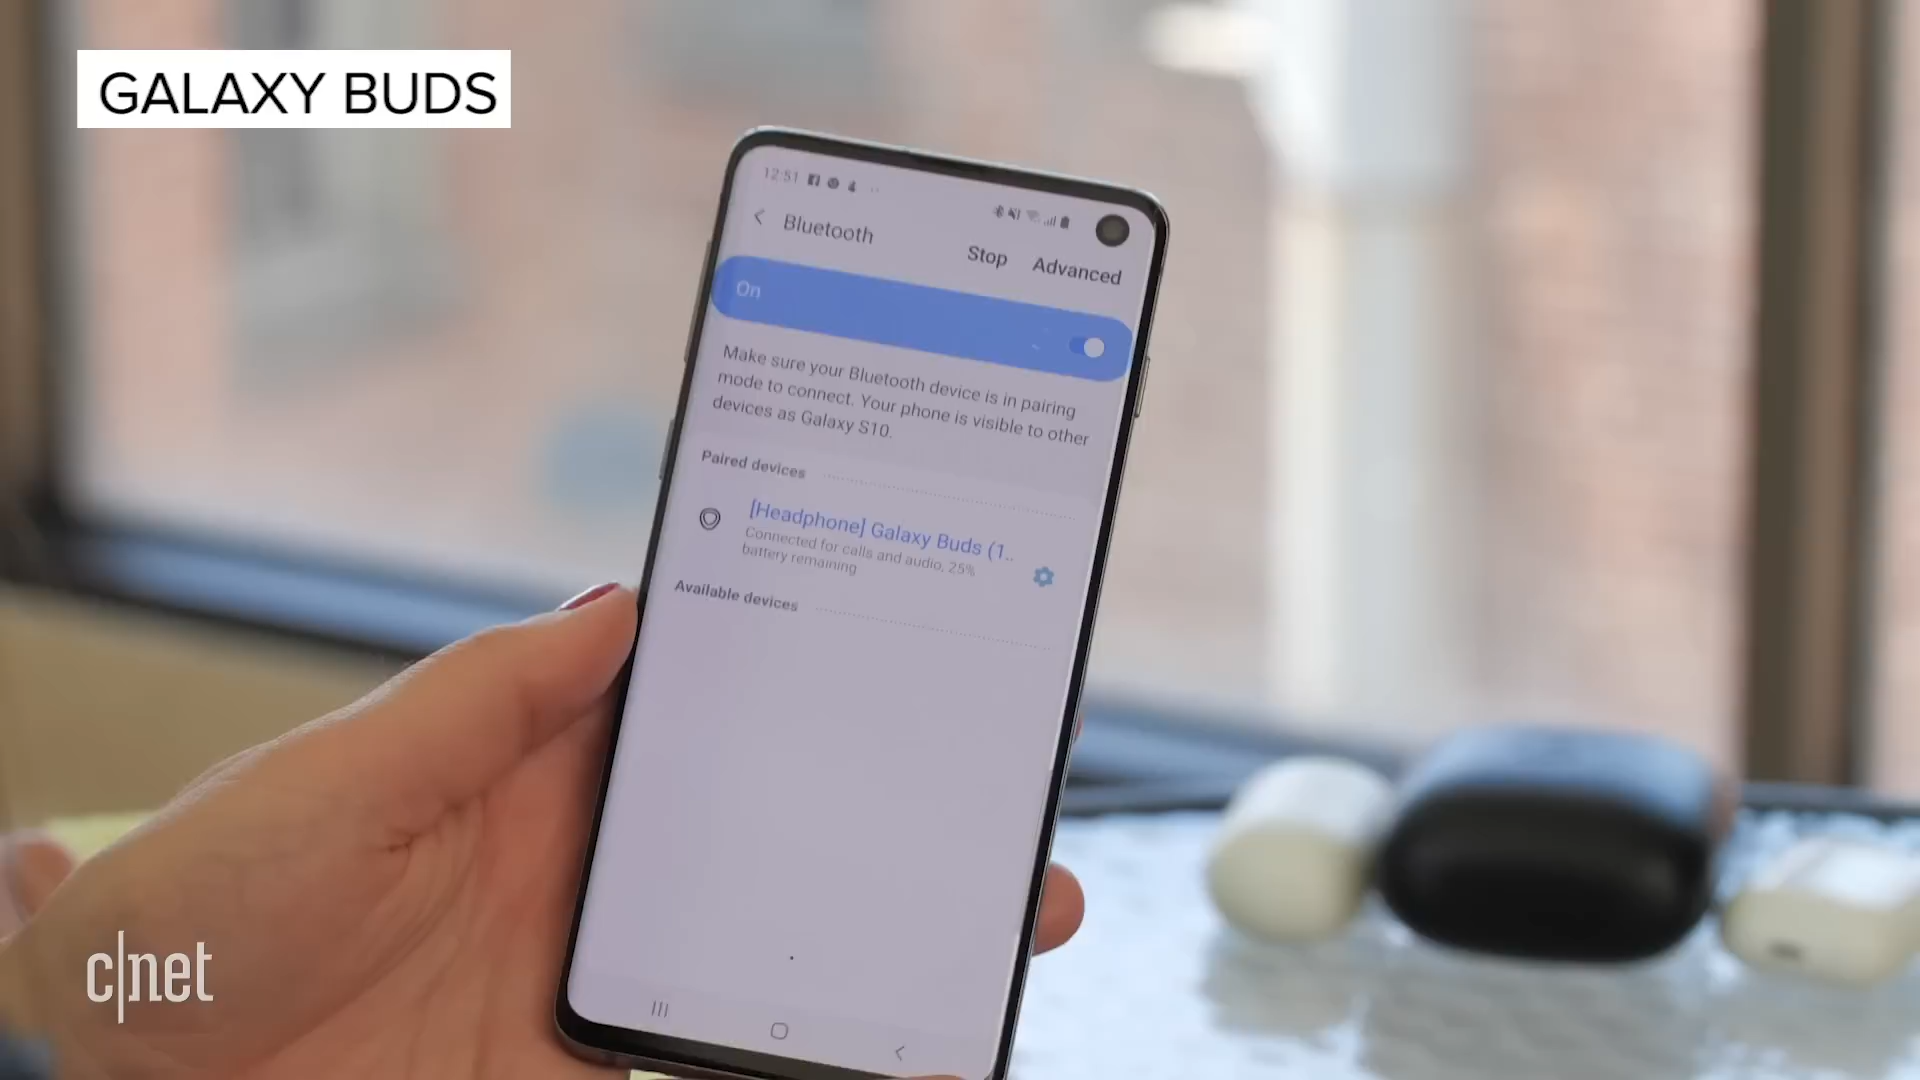 GALAXY BUDS
12:51
Bluetooth
Stop Advanced
On
Make sure your Bluetooth device is in pairing
mode to connect. Your phone is visible to other
devices as Galaxy S10.
Paired devices
[Headphone] Galaxy Buds (1...
Connected for calls and audio, 25%
battery remaining
Available devices
c|net